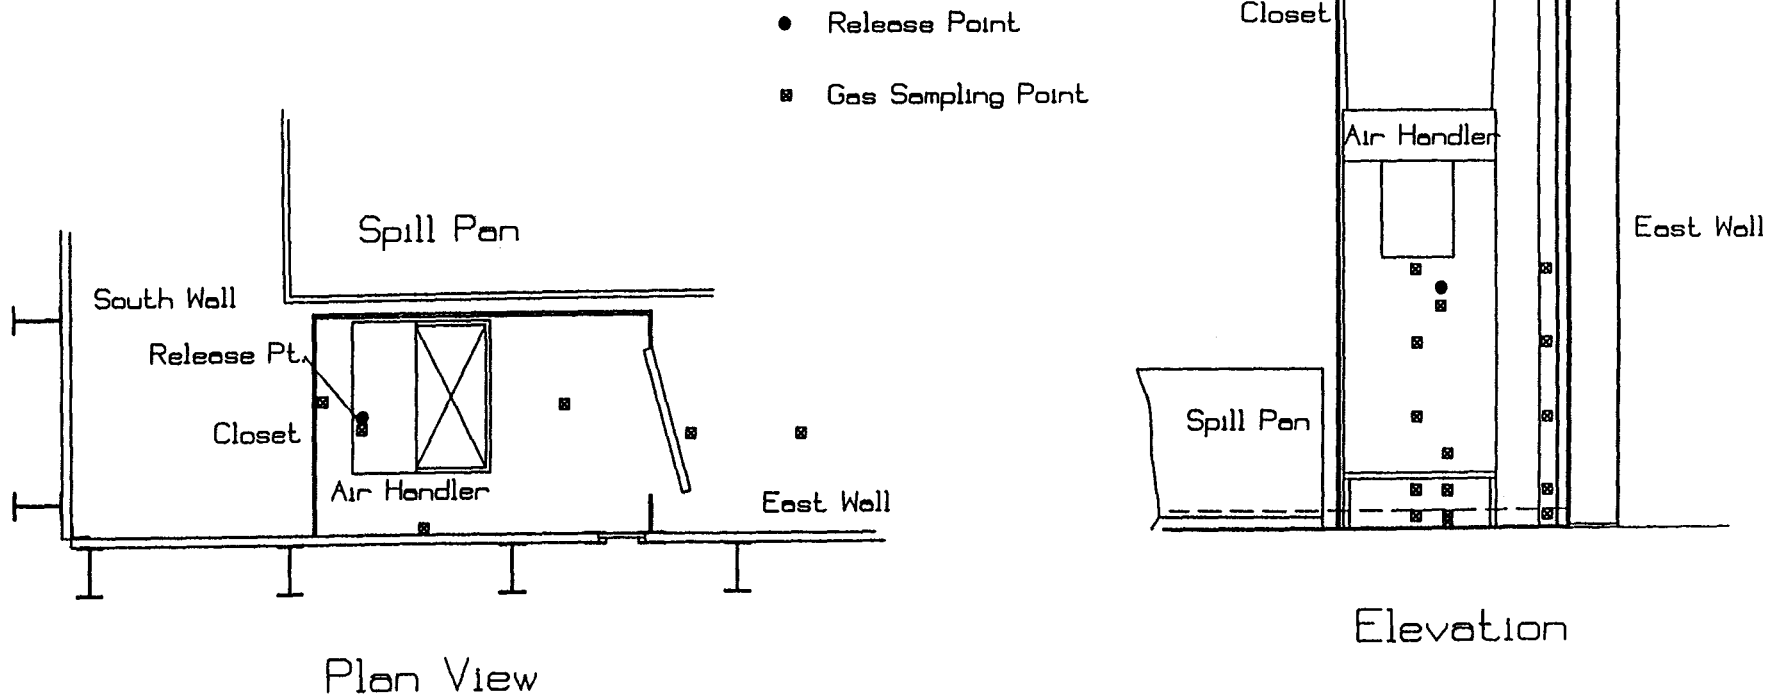 Release Point
Gas Sampling Point
Spill Pan
South Wall
Release Pt.
Closet
Air Handler
East Wall
Plan View
Closet
Air Handler
East Wall
Spill Pan
Elevation